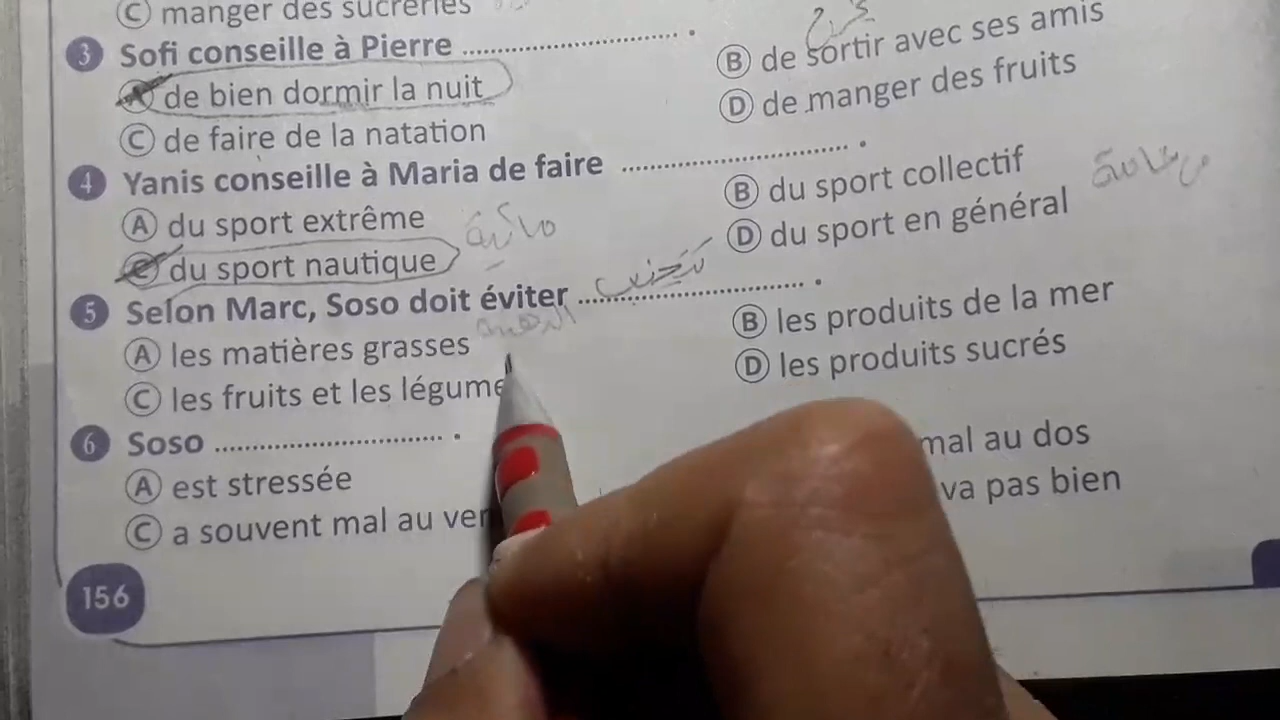 C manger des sucreries
3 Sofi conseille à Pierre .
A de bien dormir la nuit
B de sortir avec ses amis
C de faire de la natation
D de manger des fruits
4 Yanis conseille à Maria de faire .
A du sport extrême
B du sport collectif
C du sport nautique
D du sport en général
مائية
5 Selon Marc, Soso doit éviter .
تتجنب
A les matières grasses
B les produits de la mer
C les fruits et les légume
D les produits sucrés
6 Soso .
A est stressée
mal au dos
C a souvent mal au ven
va pas bien
156